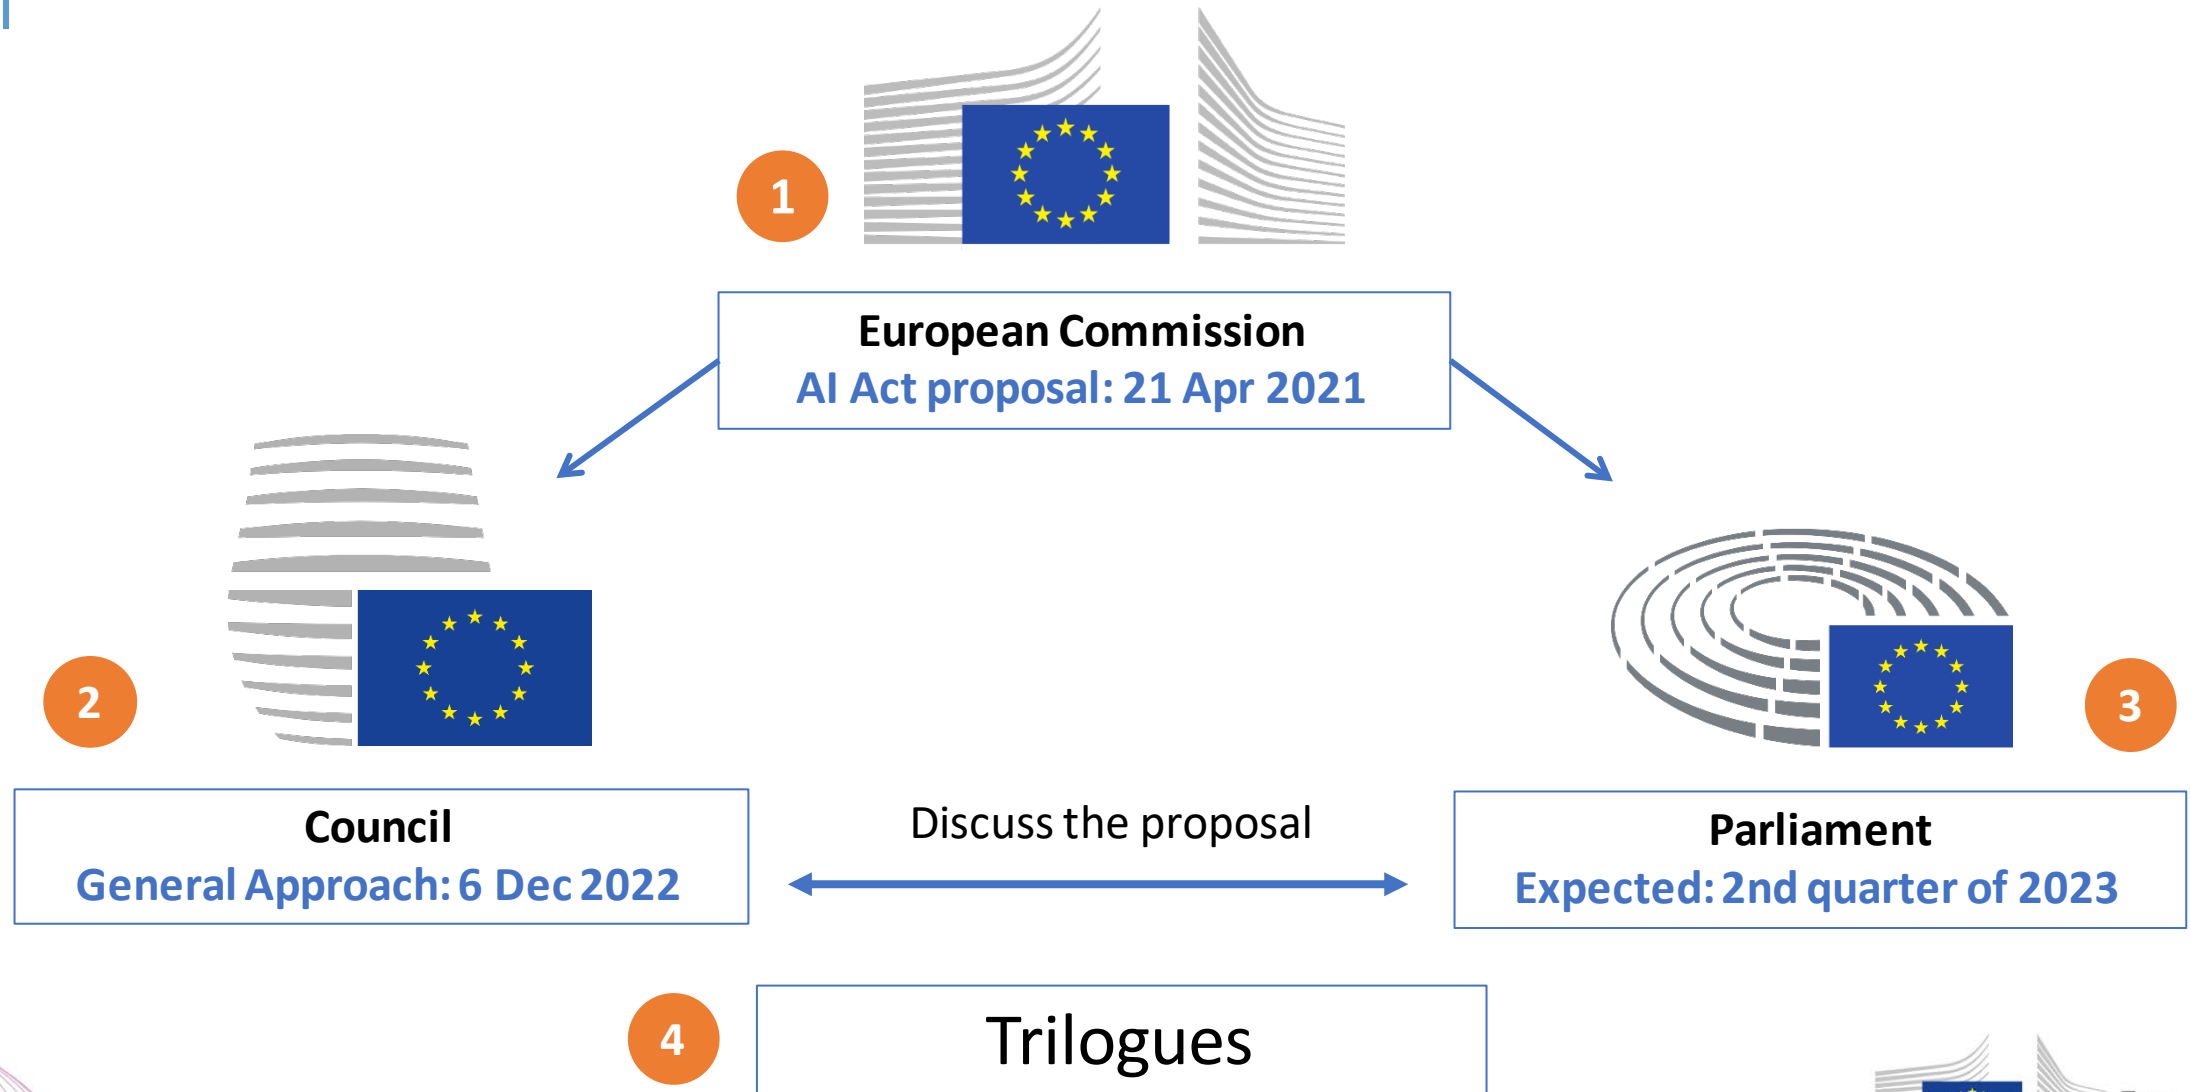 1
European Commission
AI Act proposal: 21 Apr 2021
2
3
Council
General Approach: 6 Dec 2022
Discuss the proposal
Parliament
Expected: 2nd quarter of 2023
4
Trilogues